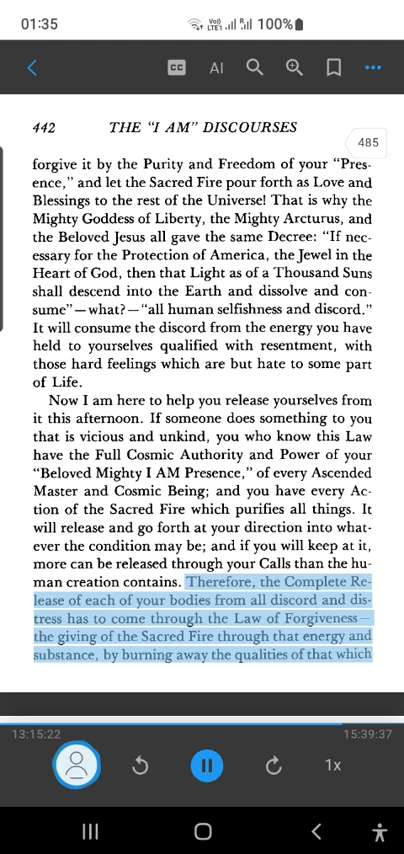 01:35
Vo)) LTE1 R 100%
CC AI
442 THE “I AM” DISCOURSES
485
forgive it by the Purity and Freedom of your “Pres-
ence,” and let the Sacred Fire pour forth as Love and
Blessings to the rest of the Universe! That is why the
Mighty Goddess of Liberty, the Mighty Arcturus, and
the Beloved Jesus all gave the same Decree: “If nec-
essary for the Protection of America, the Jewel in the
Heart of God, then that Light as of a Thousand Suns
shall descend into the Earth and dissolve and con-
sume”—what?—“all human selfishness and discord.”
It will consume the discord from the energy you have
held to yourselves qualified with resentment, with
those hard feelings which are but hate to some part
of Life.
Now I am here to help you release yourselves from
it this afternoon. If someone does something to you
that is vicious and unkind, you who know this Law
have the Full Cosmic Authority and Power of your
“Beloved Mighty I AM Presence,” of every Ascended
Master and Cosmic Being; and you have every Ac-
tion of the Sacred Fire which purifies all things. It
will release and go forth at your direction into what-
ever the condition may be; and if you will keep at it,
more can be released through your Calls than the hu-
man creation contains. Therefore, the Complete Re-
lease of each of your bodies from all discord and dis-
tress has to come through the Law of Forgiveness—
the giving of the Sacred Fire through that energy and
substance, by burning away the qualities of that which
13:15:22 15:39:37
1x